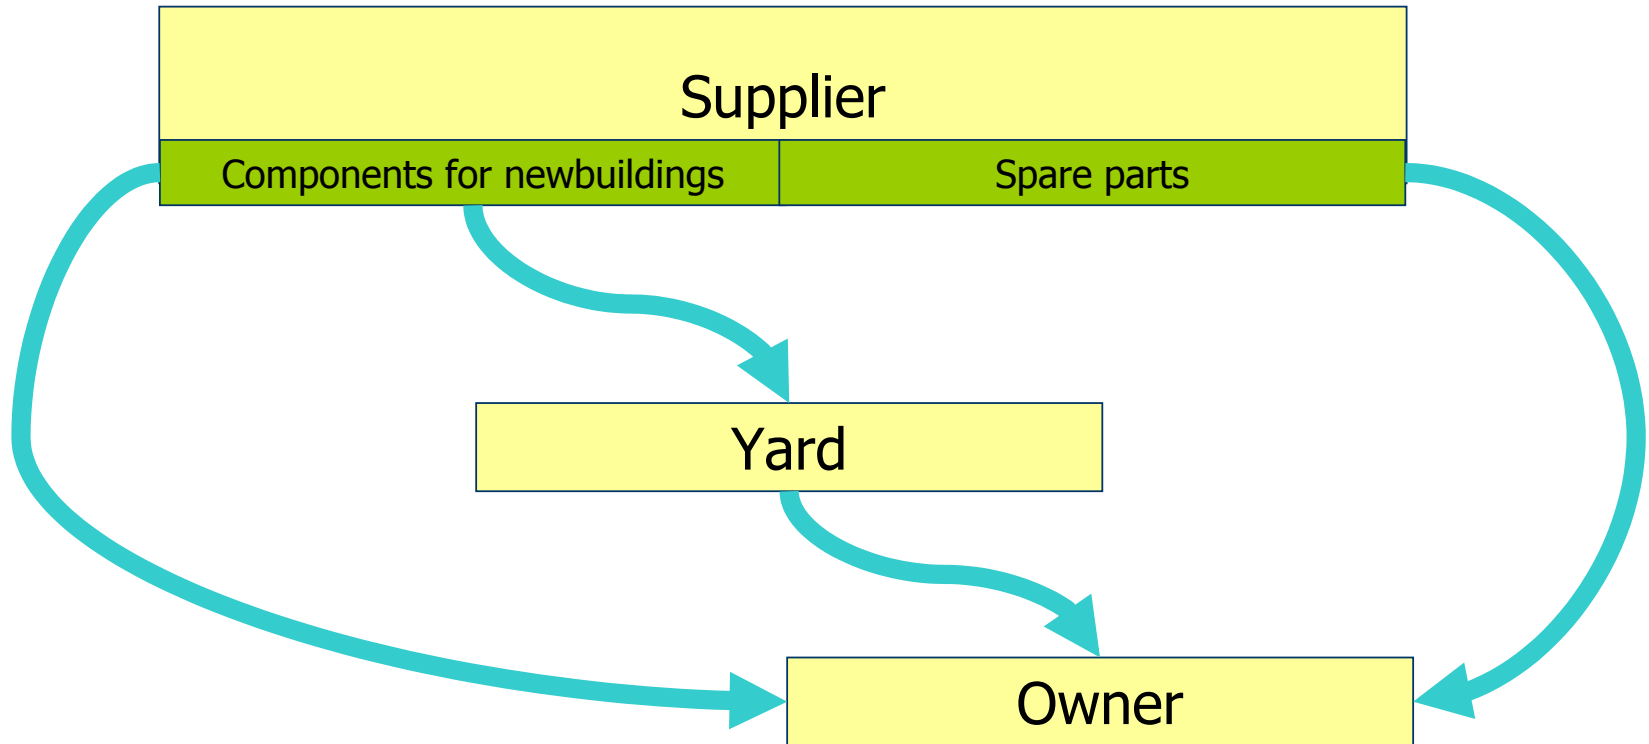 Supplier
Components for newbuildings
Spare parts
Yard
Owner